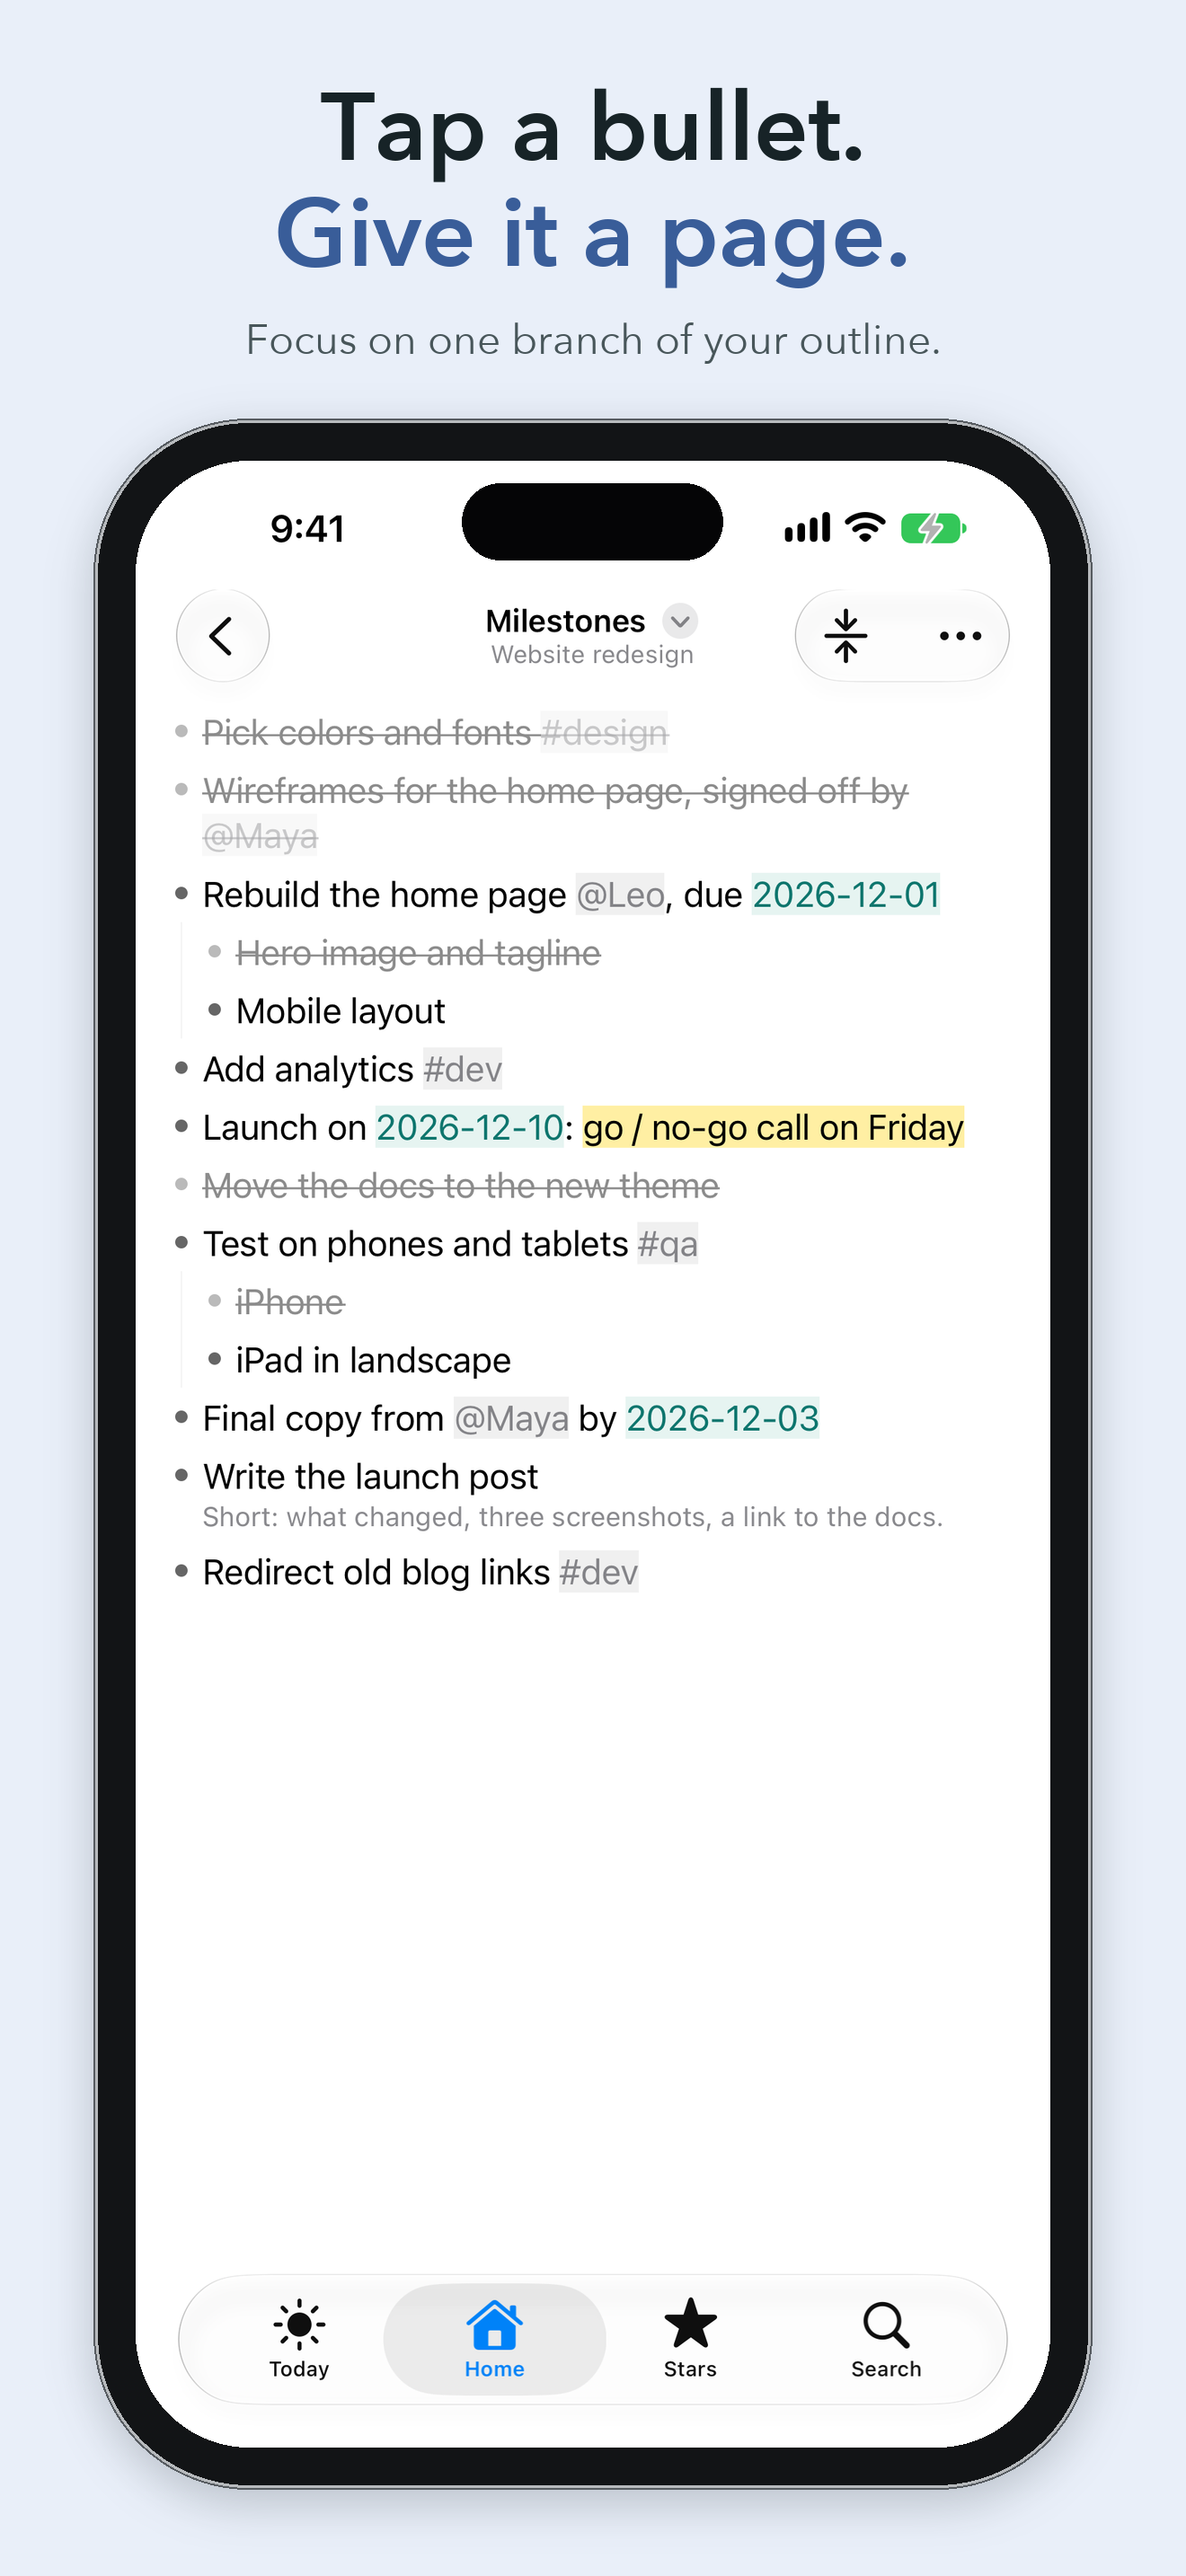 Tap a bullet.
Give it a page.
Focus on one branch of your outline.
9:41
Milestones
Website redesign
Pick colors and fonts #design
Wireframes for the home page, signed off by
@Maya
Rebuild the home page @Leo, due 2026-12-01
Hero image and tagline
Mobile layout
Add analytics #dev
Launch on 2026-12-10: go / no-go call on Friday
Move the docs to the new theme
Test on phones and tablets #qa
iPhone
iPad in landscape
Final copy from @Maya by 2026-12-03
Write the launch post
Short: what changed, three screenshots, a link to the docs.
Redirect old blog links #dev
Today Home Stars Search